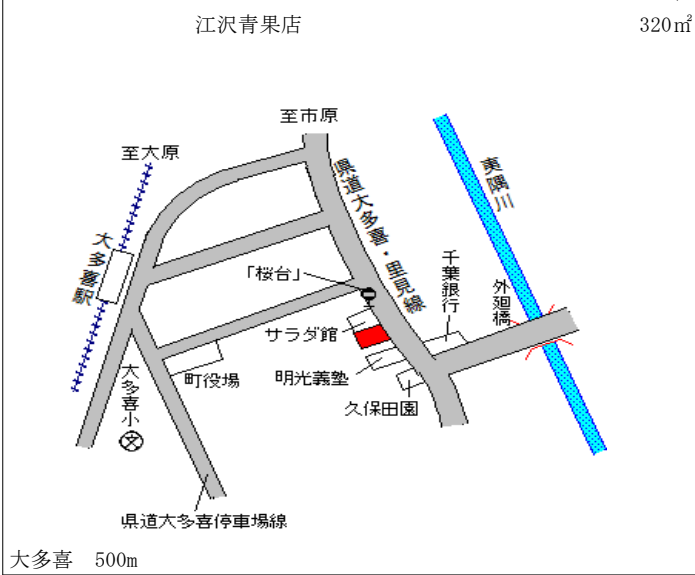 江沢青果店 320㎡
至市原
至大原
県道大多喜・里見線
夷隅川
大多喜駅
千葉銀行
「桜台」
外廻橋
サラダ館
町役場
明光義塾
大多喜小
文
久保田園
県道大多喜停車場線
大多喜 500m